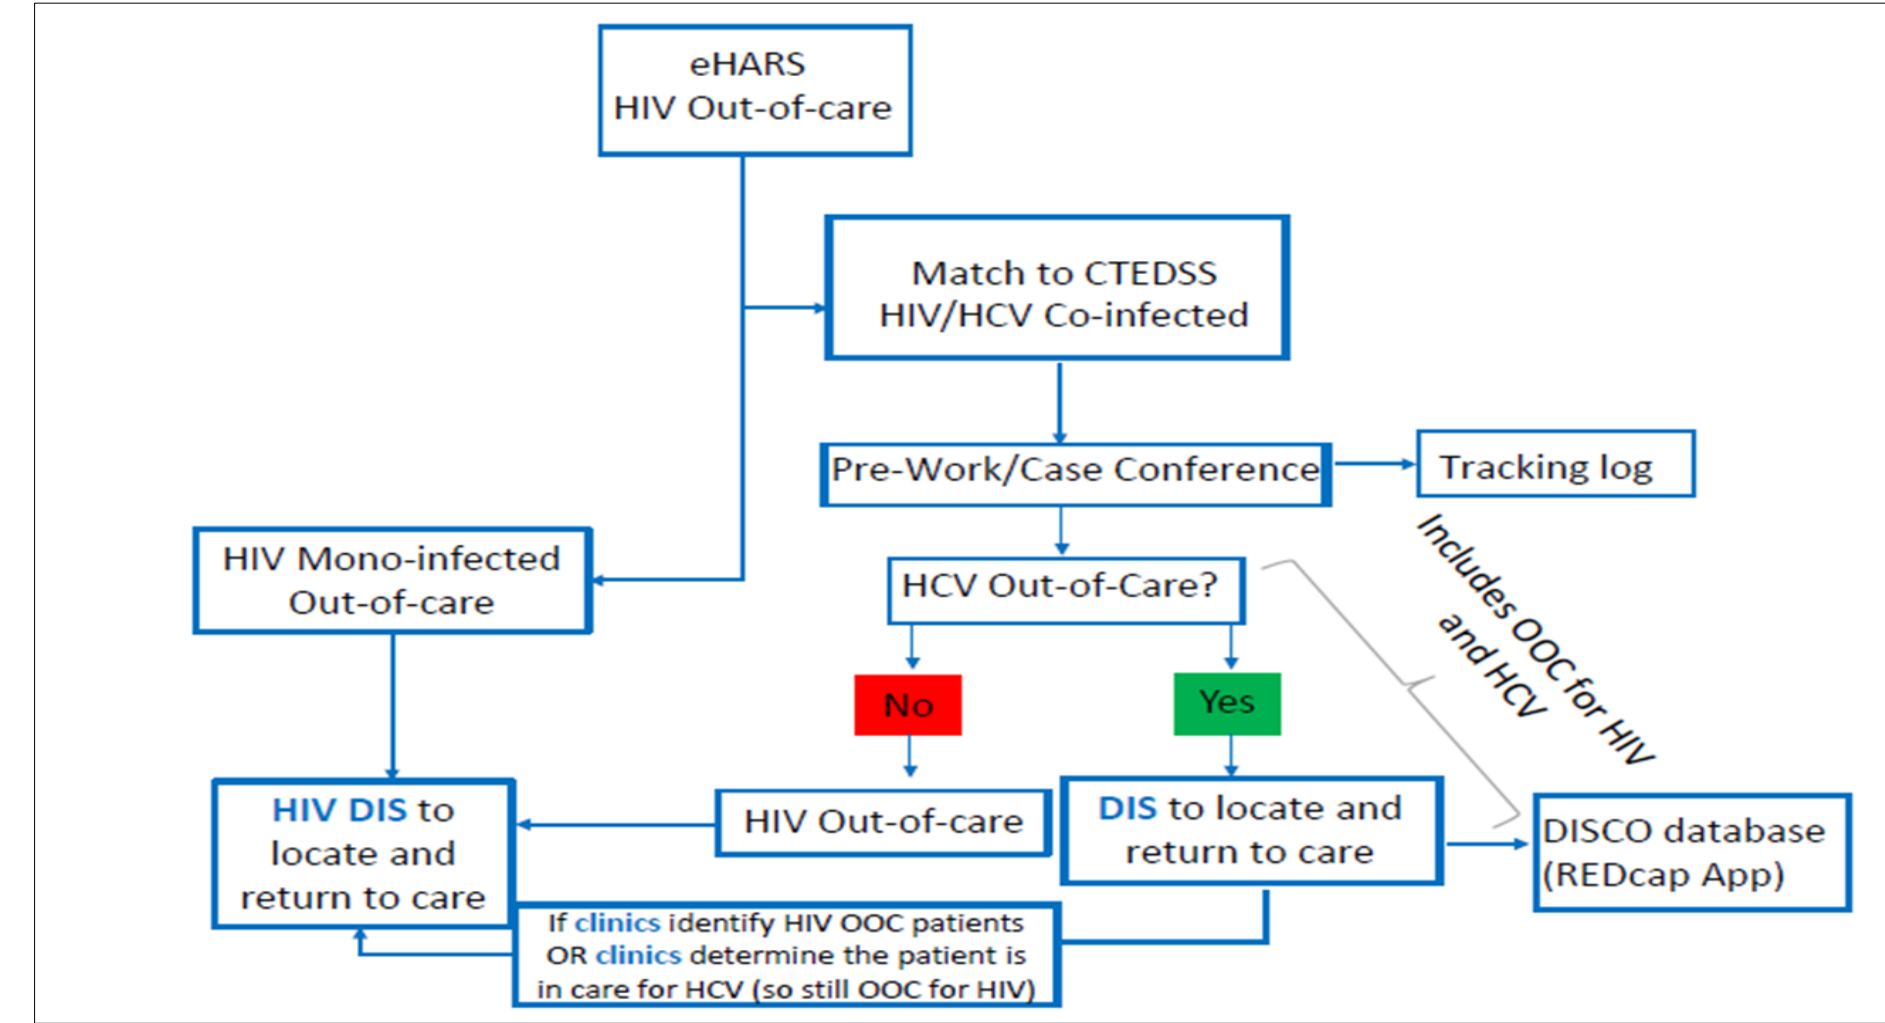 eHARS
HIV Out-of-care
Match to CTEDSS
HIV/HCV Co-infected
Pre-Work/Case Conference
Tracking log
Includes OOC for HIV
and HCV
HIV Mono-infected
Out-of-care
HCV Out-of-Care?
No
Yes
HIV DIS to
locate and
return to care
HIV Out-of-care
DIS to locate and
return to care
DISCO database
(REDcap App)
If clinics identify HIV OOC patients
OR clinics determine the patient is
in care for HCV (so still OOC for HIV)